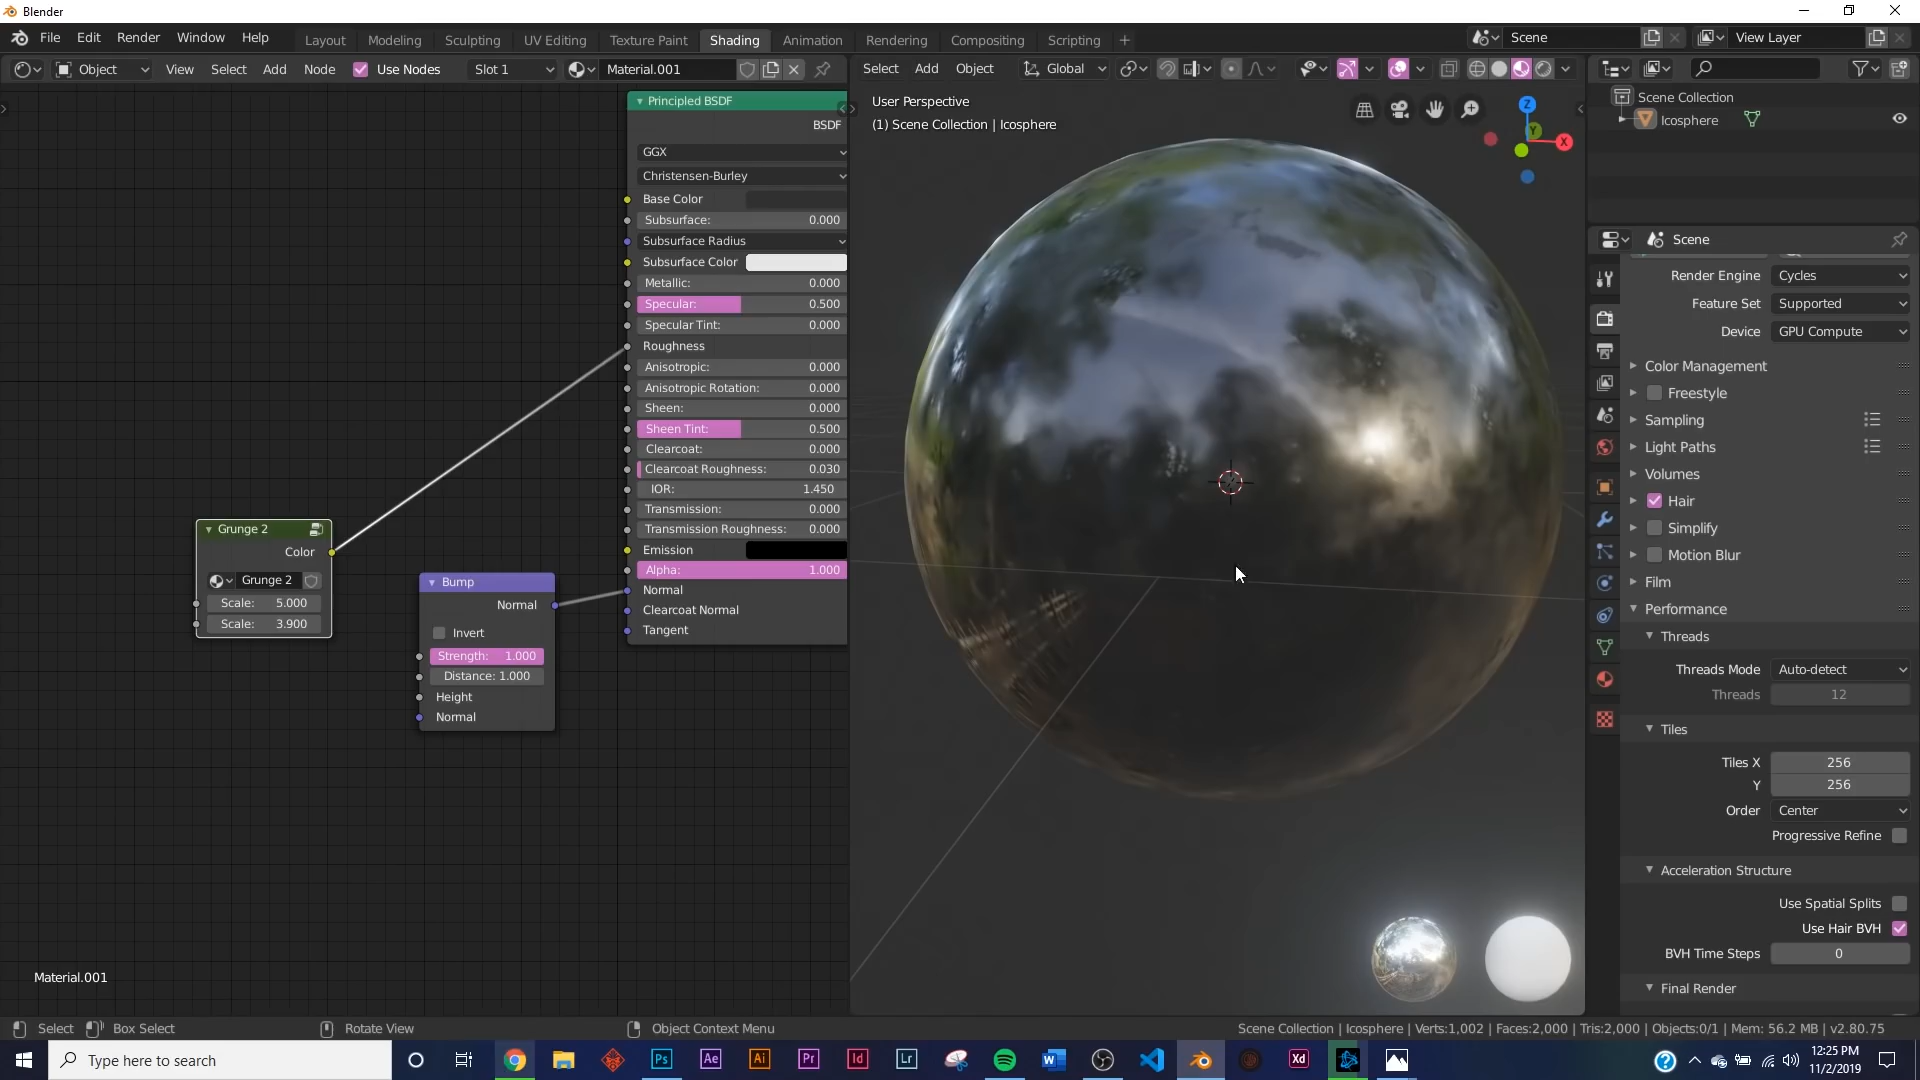 Blender
File Edit Render Window Help Layout Modeling Sculpting UV Editing Texture Paint Shading Animation Rendering Compositing Scripting + Scene View Layer
Object View Select Add Node Use Nodes Slot 1 Material.001 Select Add Object Global
Principled BSDF
BSDF
GGX
Christensen-Burley
Base Color
Subsurface: 0.000
Subsurface Radius
Subsurface Color
Metallic: 0.000
Specular: 0.500
Specular Tint: 0.000
Roughness
Anisotropic: 0.000
Anisotropic Rotation: 0.000
Sheen: 0.000
Sheen Tint: 0.500
Clearcoat: 0.000
Clearcoat Roughness: 0.030
IOR: 1.450
Transmission: 0.000
Transmission Roughness: 0.000
Emission
Alpha: 1.000
Normal
Clearcoat Normal
Tangent
Grunge 2
Color
Grunge 2
Scale: 5.000
Scale: 3.900
Bump
Normal
Invert
Strength: 1.000
Distance: 1.000
Height
Normal
Material.001
User Perspective
(1) Scene Collection | Icosphere
Z
Y
X
Scene Collection
Icosphere
Scene
Render Engine Cycles
Feature Set Supported
Device GPU Compute
Color Management
Freestyle
Sampling
Light Paths
Volumes
Hair
Simplify
Motion Blur
Film
Performance
Threads
Threads Mode Auto-detect
Threads 12
Tiles
Tiles X 256
Y 256
Order Center
Progressive Refine
Acceleration Structure
Use Spatial Splits
Use Hair BVH
BVH Time Steps 0
Final Render
Select Box Select Rotate View Object Context Menu Scene Collection | Icosphere | Verts:1,002 | Faces:2,000 | Tris:2,000 | Objects:0/1 | Mem: 56.2 MB | v2.80.75
Type here to search Ps Ae Ai Pr Id Lr W Xd ? 12:25 PM
11/2/2019